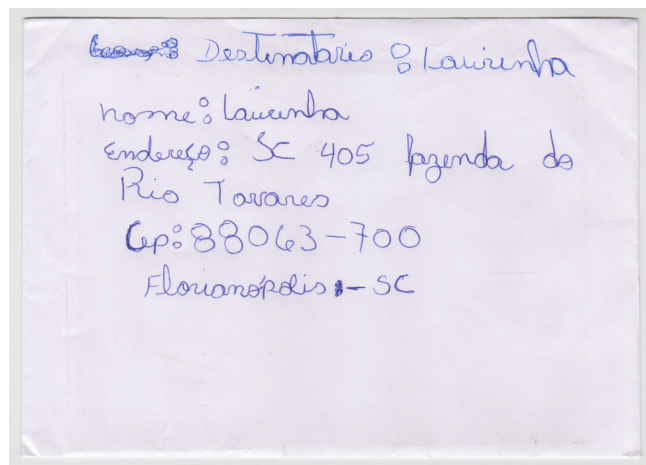 Destinatário : Laurinha
nome: Laurinha
Endereço: SC 405 fazenda do
Rio Tavares
Cep: 88063-700
Florianópolis - SC